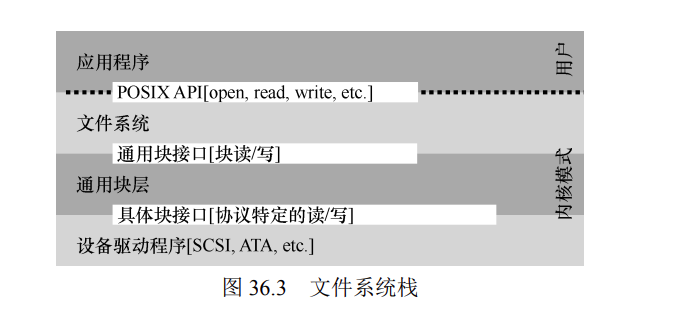 应用程序
用户
POSIX API[open, read, write, etc.]
文件系统
通用块接口[块读/写]
通用块层
内核模式
具体块接口[协议特定的读/写]
设备驱动程序[SCSI, ATA, etc.]
图 36.3 文件系统栈